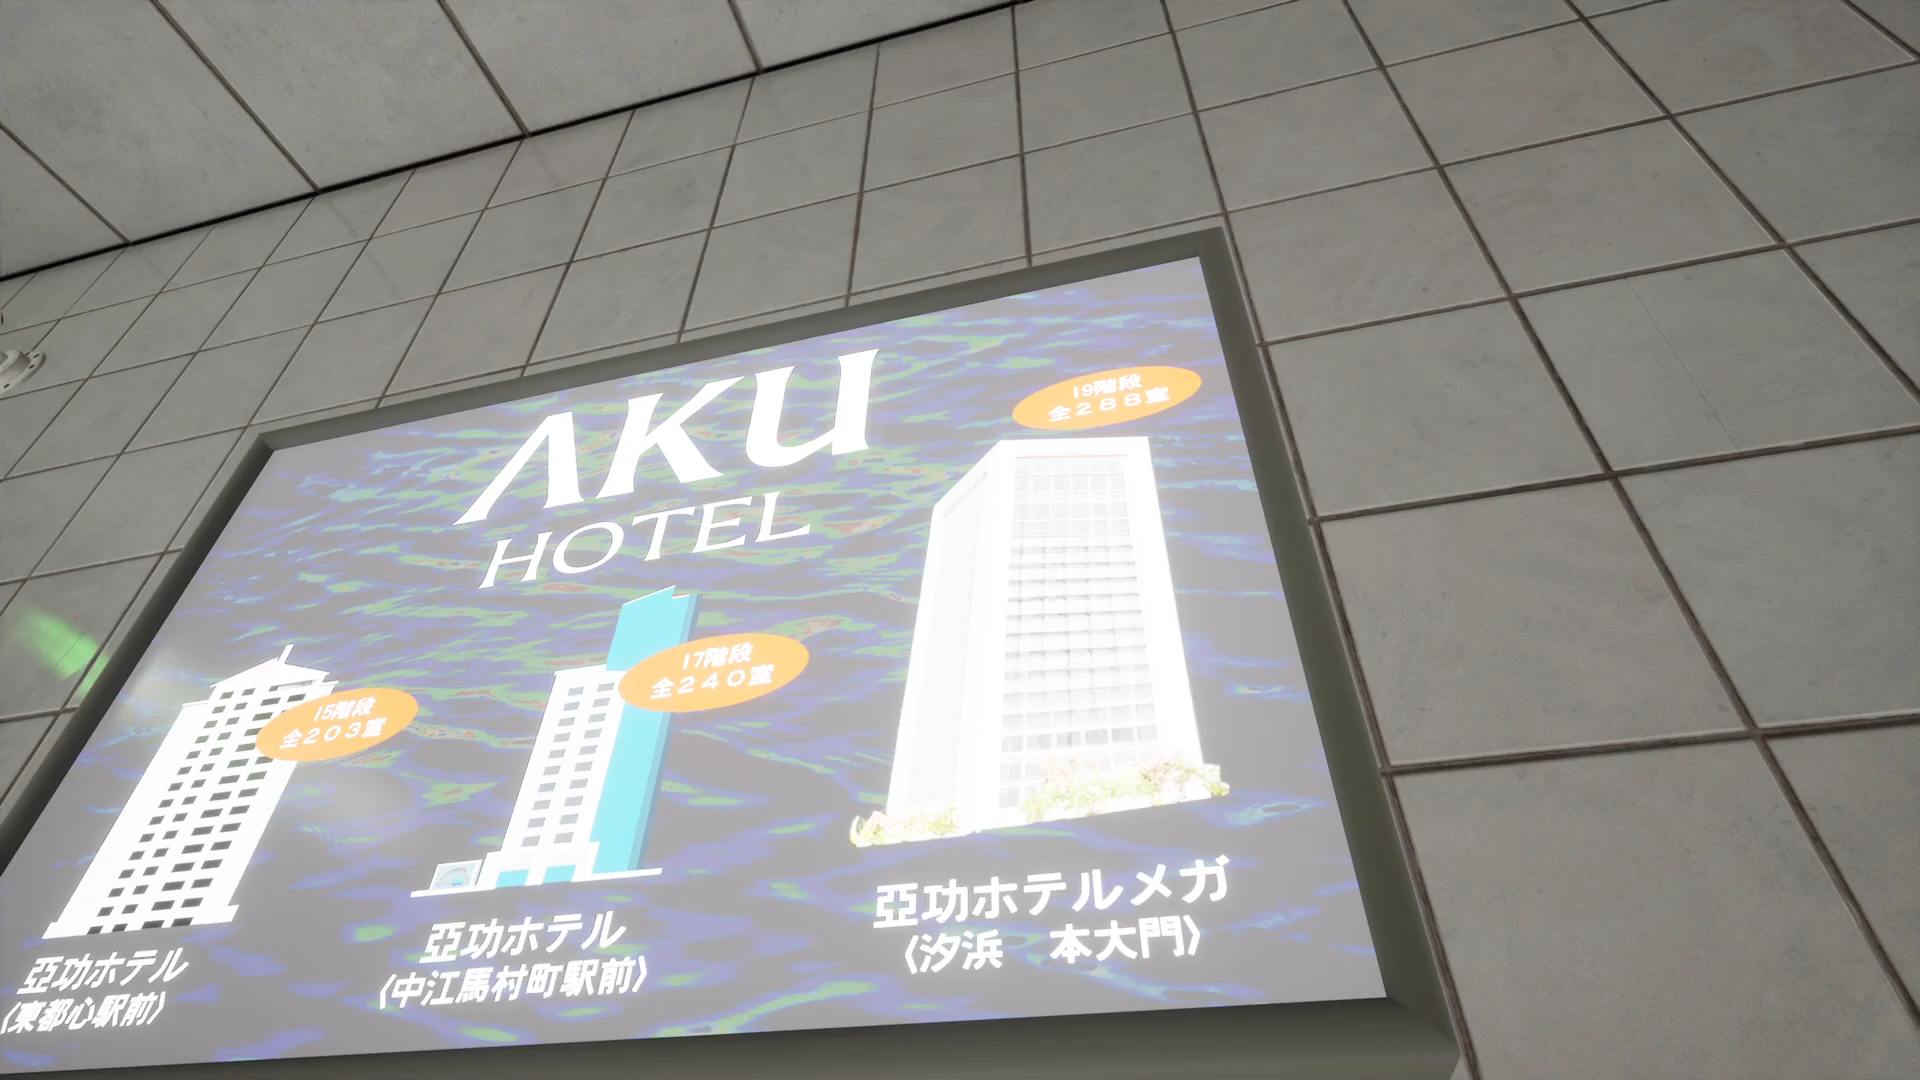 AKU
HOTEL
19階段
全288室
17階段
全240室
15階段
全203室
亞功ホテル
〈東都心駅前〉
亞功ホテル
〈中江馬村町駅前〉
亞功ホテルメガ
〈汐浜　本大門〉